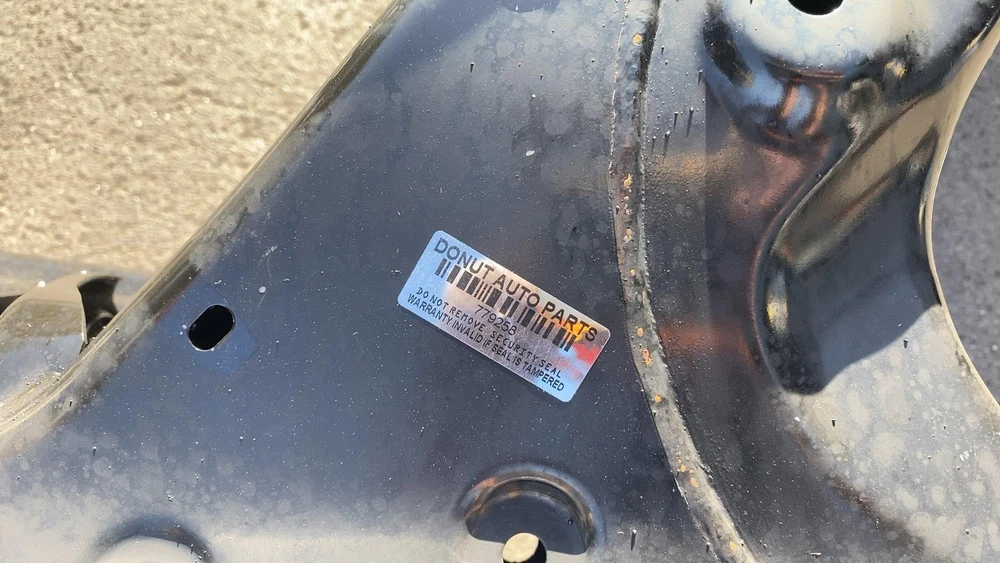 DONUT AUTO PARTS
779258
DO NOT REMOVE. SECURITY SEAL
WARRANTY INVALID IF SEAL IS TAMPERED